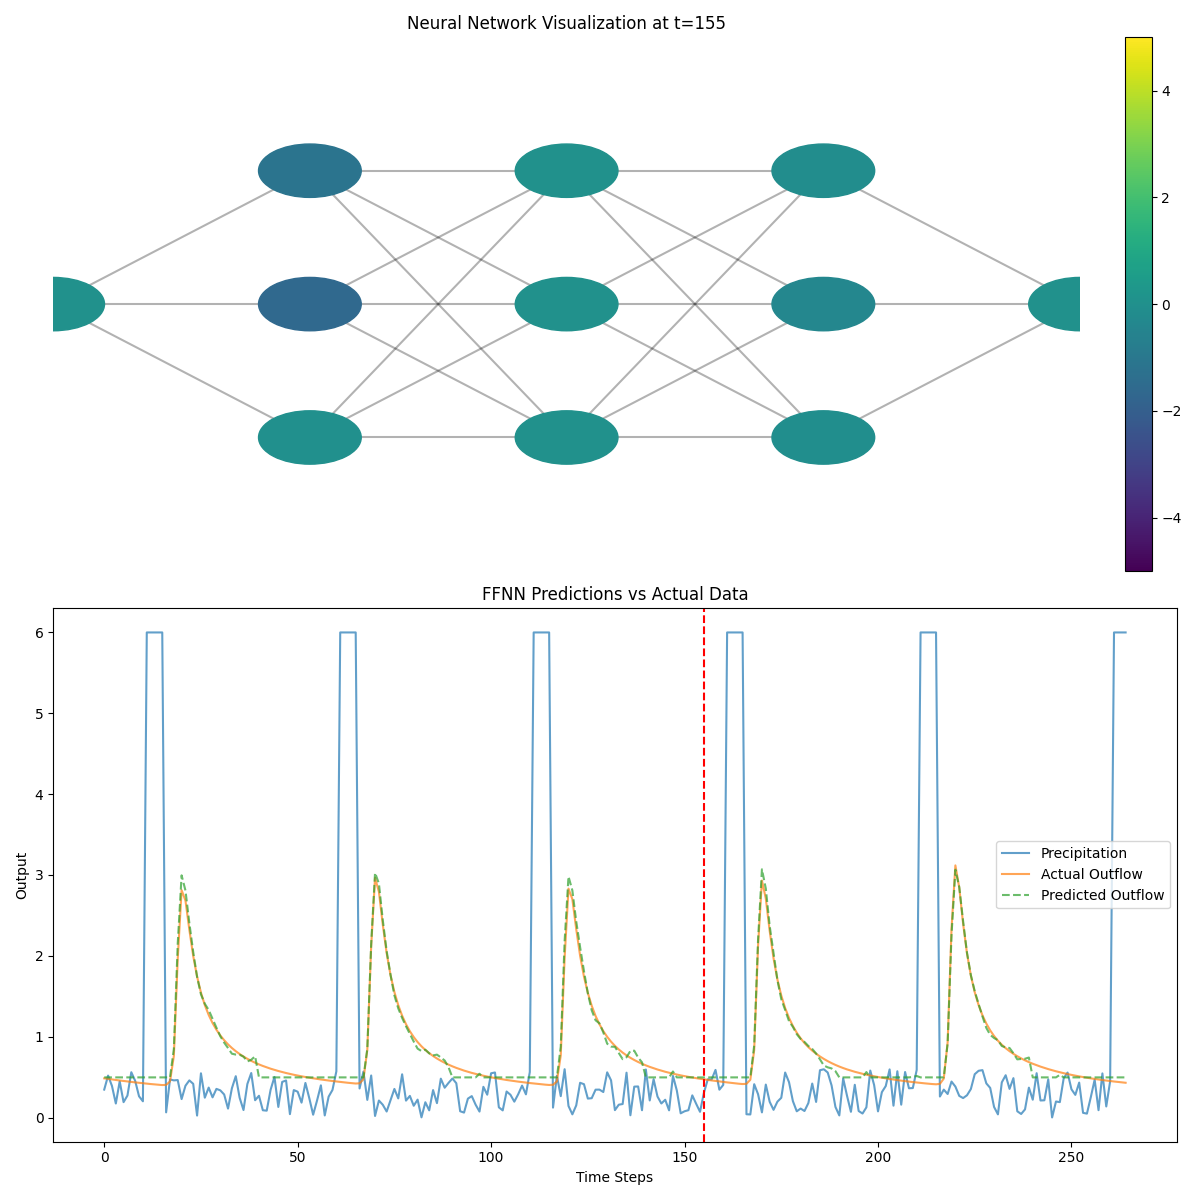 Neural Network Visualization at t=155
4
2
0
−2
−4
FFNN Predictions vs Actual Data
6
5
4
3
2
1
0
Output
Precipitation
Actual Outflow
Predicted Outflow
0 50 100 150 200 250
Time Steps